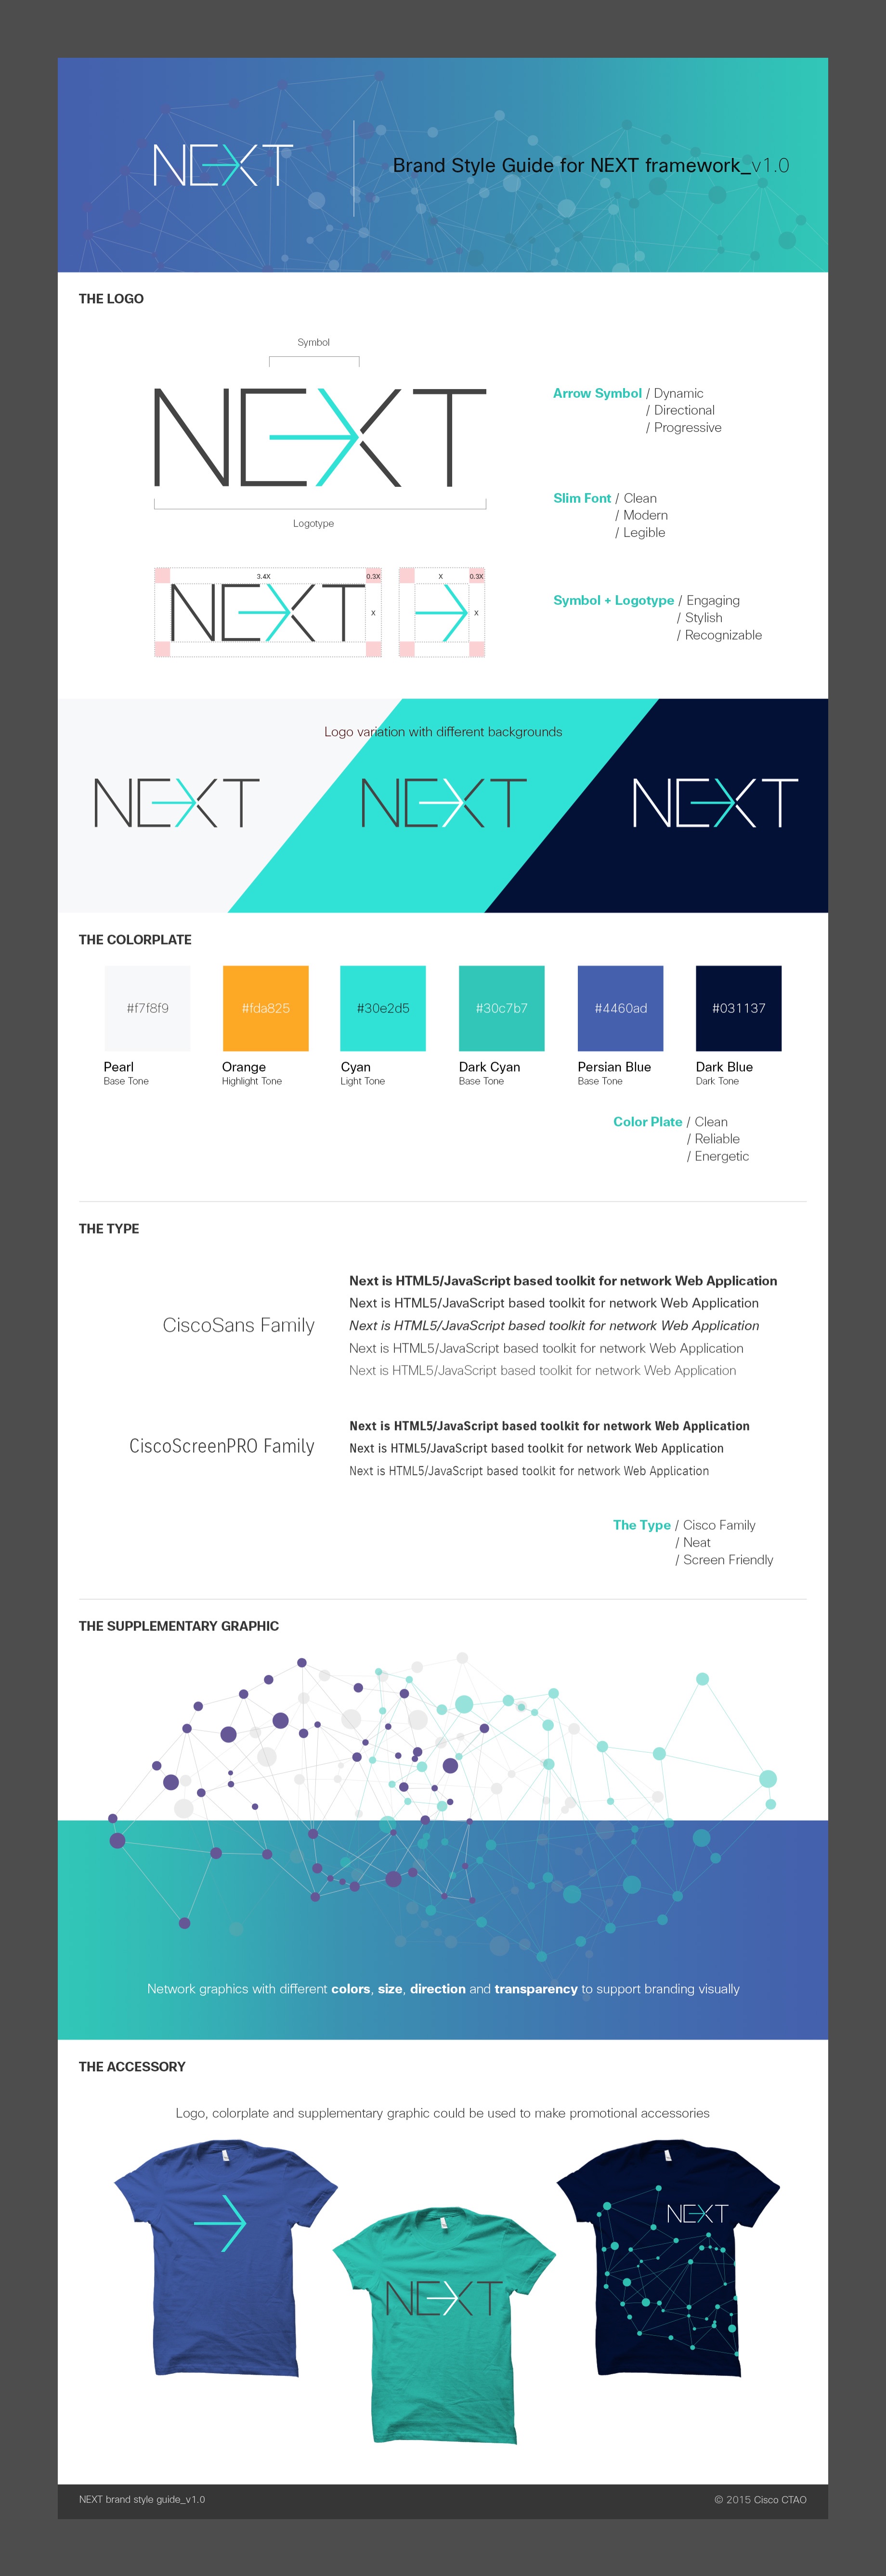 NEXT
Brand Style Guide for NEXT framework_v1.0
THE LOGO
Symbol
NEXT
Logotype
Arrow Symbol / Dynamic
/ Directional
/ Progressive
Slim Font / Clean
/ Modern
/ Legible
3.4X
0.3X
NEXT
X
X
0.3X
X
Symbol + Logotype / Engaging
/ Stylish
/ Recognizable
Logo variation with different backgrounds
NEXT
NEXT
NEXT
THE COLORPLATE
#f7f8f9
#fda825
#30e2d5
#30c7b7
#4460ad
#031137
Pearl
Base Tone
Orange
Highlight Tone
Cyan
Light Tone
Dark Cyan
Base Tone
Persian Blue
Base Tone
Dark Blue
Dark Tone
Color Plate / Clean
/ Reliable
/ Energetic
THE TYPE
CiscoSans Family
Next is HTML5/JavaScript based toolkit for network Web Application
Next is HTML5/JavaScript based toolkit for network Web Application
Next is HTML5/JavaScript based toolkit for network Web Application
Next is HTML5/JavaScript based toolkit for network Web Application
Next is HTML5/JavaScript based toolkit for network Web Application
CiscoScreenPRO Family
Next is HTML5/JavaScript based toolkit for network Web Application
Next is HTML5/JavaScript based toolkit for network Web Application
Next is HTML5/JavaScript based toolkit for network Web Application
The Type / Cisco Family
/ Neat
/ Screen Friendly
THE SUPPLEMENTARY GRAPHIC
Network graphics with different colors, size, direction and transparency to support branding visually
THE ACCESSORY
Logo, colorplate and supplementary graphic could be used to make promotional accessories
NEXT
NEXT
NEXT brand style guide_v1.0
© 2015 Cisco CTAO